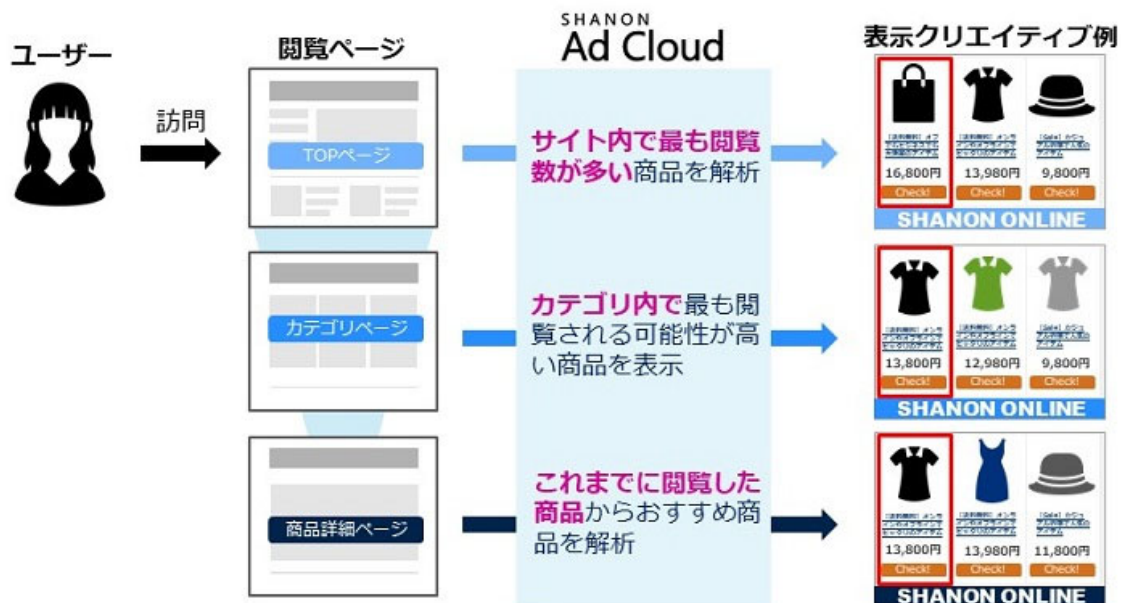 ユーザー
訪問
閲覧ページ
SHANON
Ad Cloud
表示クリエイティブ例
TOPページ
サイト内で最も閲覧
数が多い商品を解析
16,800円
13,980円
9,800円
Check!
Check!
Check!
SHANON ONLINE
カテゴリページ
カテゴリ内で最も閲
覧される可能性が高
い商品を表示
13,800円
12,980円
9,800円
Check!
Check!
Check!
SHANON ONLINE
商品詳細ページ
これまでに閲覧した
商品からおすすめ商
品を解析
13,800円
13,980円
11,800円
Check!
Check!
Check!
SHANON ONLINE